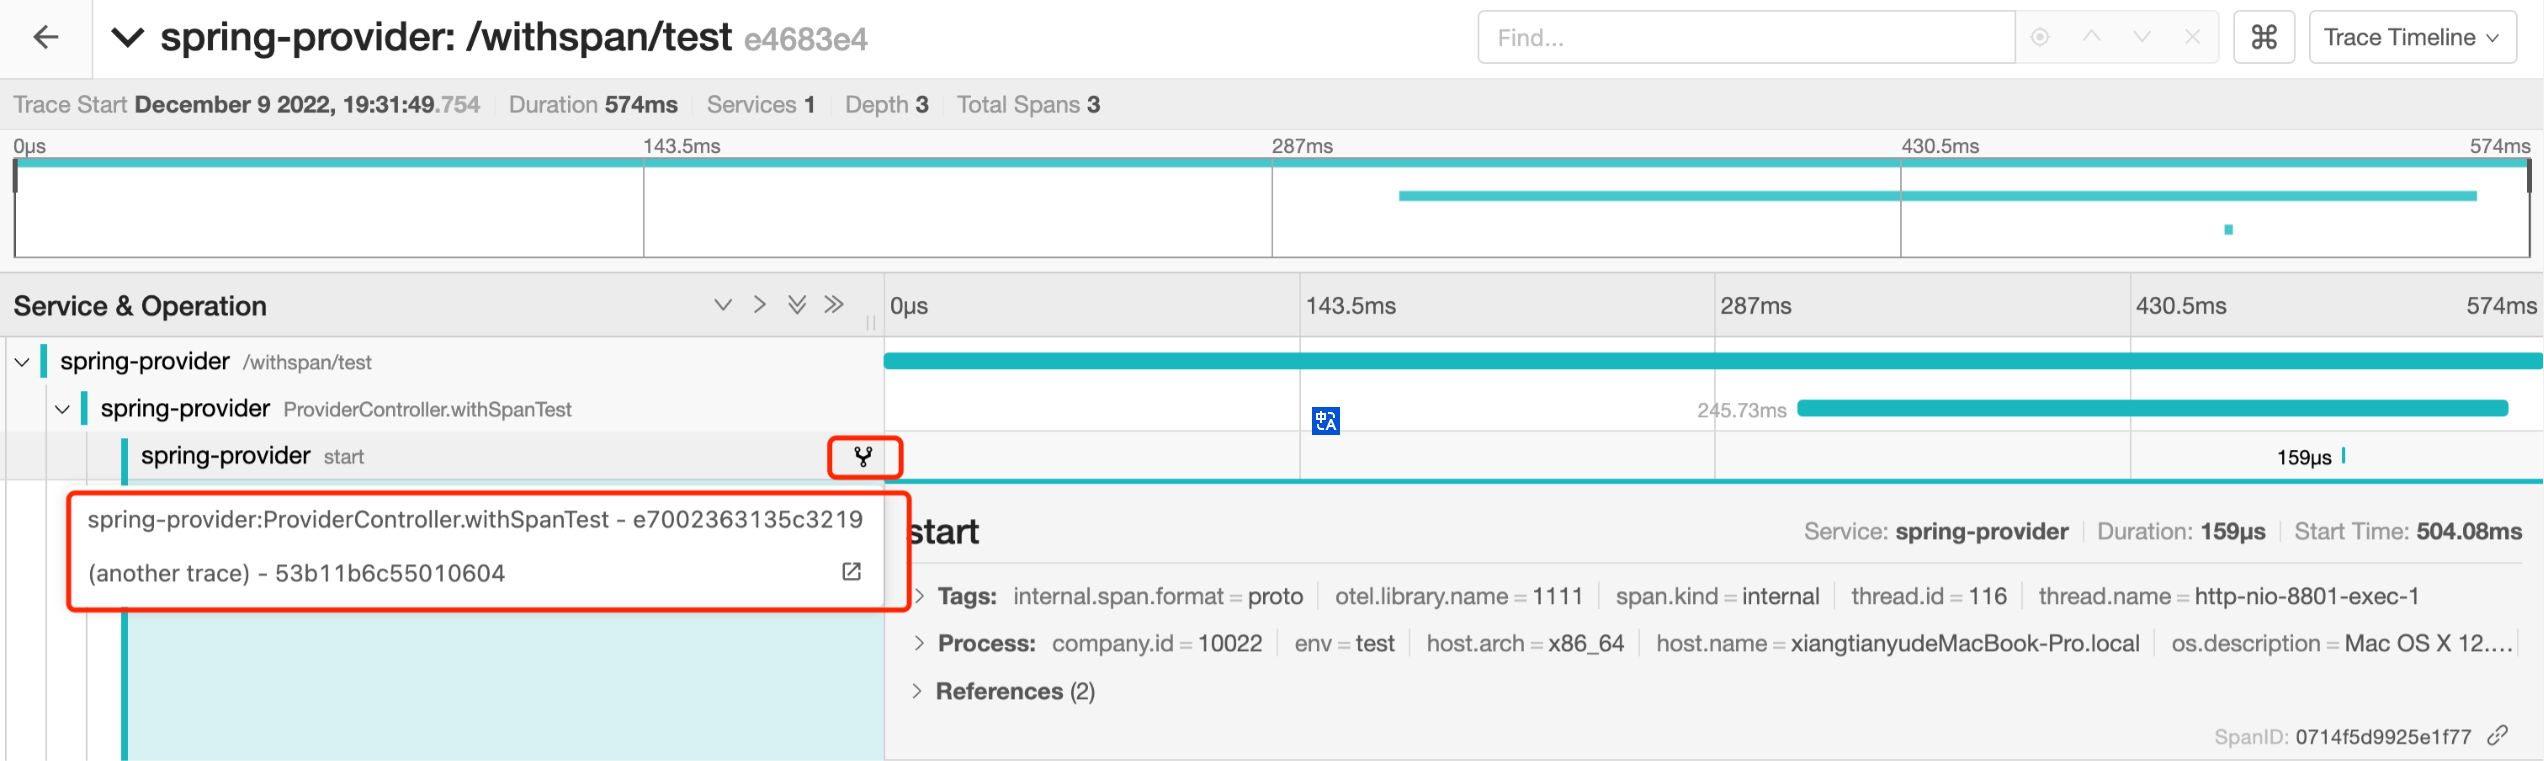 spring-provider: /withspan/test e4683e4
Find...
⌘ Trace Timeline
Trace Start December 9 2022, 19:31:49.754 Duration 574ms Services 1 Depth 3 Total Spans 3
0μs 143.5ms 287ms 430.5ms 574ms
Service & Operation 0μs 143.5ms 287ms 430.5ms 574ms
spring-provider /withspan/test
spring-provider ProviderController.withSpanTest 245.73ms
中 A
spring-provider start 159μs
spring-provider:ProviderController.withSpanTest - e7002363135c3219
(another trace) - 53b11b6c55010604
start Service: spring-provider Duration: 159μs Start Time: 504.08ms
Tags: internal.span.format = proto otel.library.name = 1111 span.kind = internal thread.id = 116 thread.name = http-nio-8801-exec-1
Process: company.id = 10022 env = test host.arch = x86_64 host.name = xiangtianyudeMacBook-Pro.local os.description = Mac OS X 12....
References (2)
SpanID: 0714f5d9925e1f77